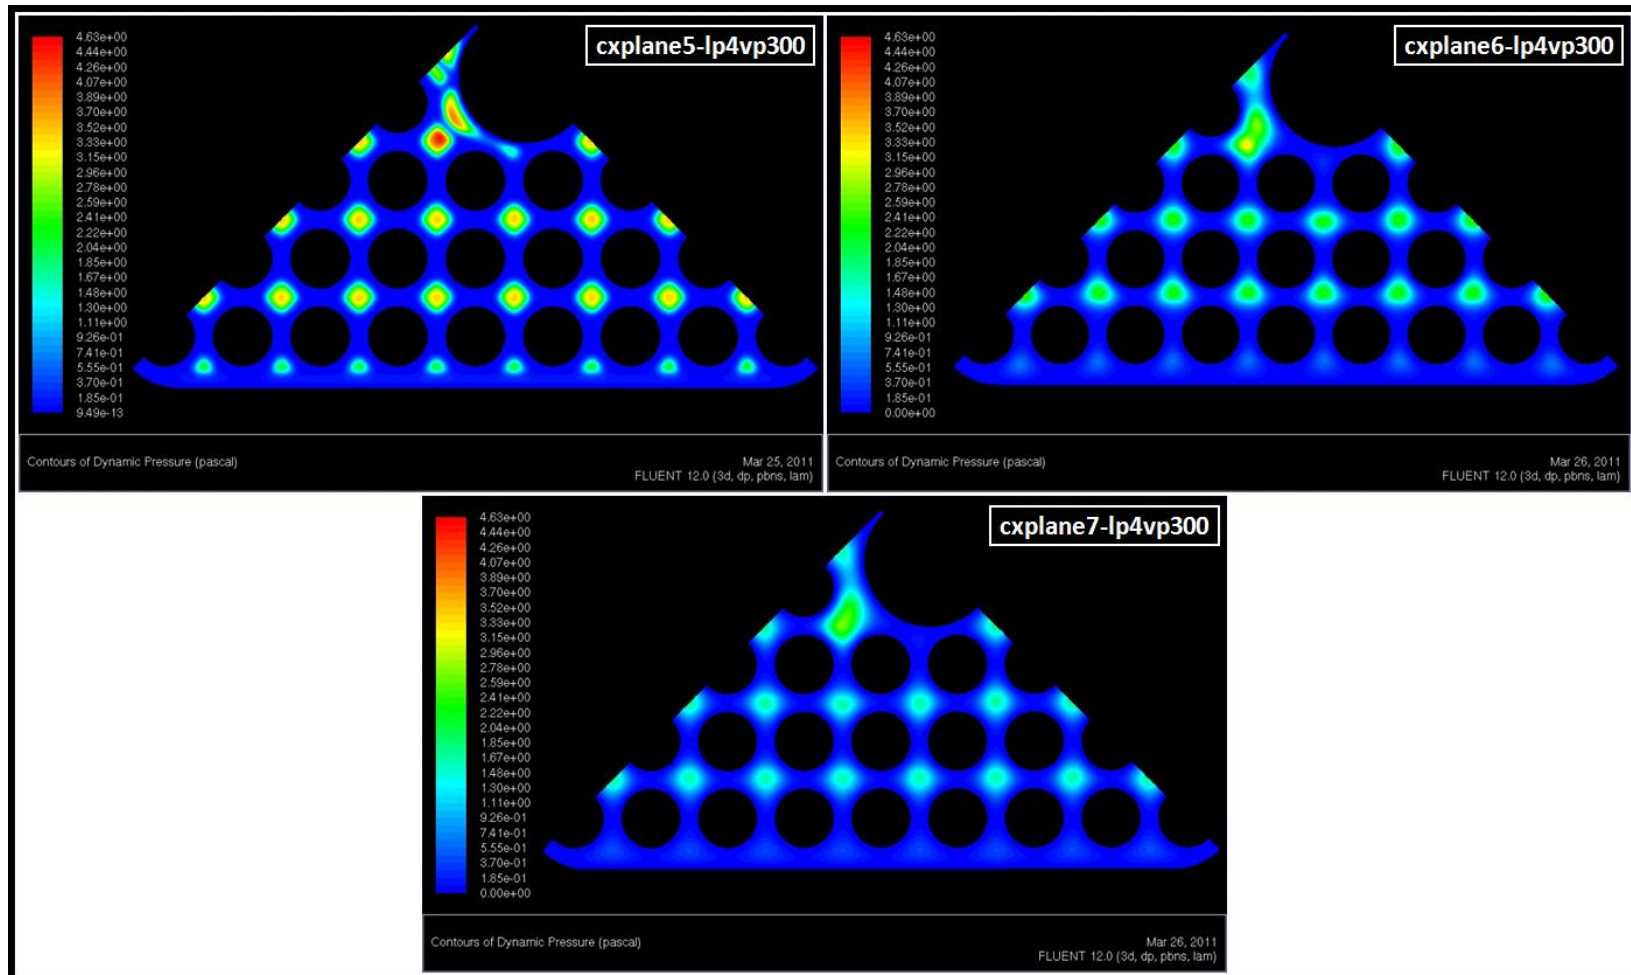 cxplane5-lp4vp300
4.63e+00
4.44e+00
4.26e+00
4.07e+00
3.89e+00
3.70e+00
3.52e+00
3.33e+00
3.15e+00
2.96e+00
2.78e+00
2.59e+00
2.41e+00
2.22e+00
2.04e+00
1.85e+00
1.67e+00
1.48e+00
1.30e+00
1.11e+00
9.26e-01
7.41e-01
5.55e-01
3.70e-01
1.85e-01
9.49e-13
Contours of Dynamic Pressure (pascal)
Mar 25, 2011
FLUENT 12.0 (3d, dp, pbns, lam)
cxplane6-lp4vp300
4.63e+00
4.44e+00
4.26e+00
4.07e+00
3.89e+00
3.70e+00
3.52e+00
3.33e+00
3.15e+00
2.96e+00
2.78e+00
2.59e+00
2.41e+00
2.22e+00
2.04e+00
1.85e+00
1.67e+00
1.48e+00
1.30e+00
1.11e+00
9.26e-01
7.41e-01
5.55e-01
3.70e-01
1.85e-01
0.00e+00
Contours of Dynamic Pressure (pascal)
Mar 26, 2011
FLUENT 12.0 (3d, dp, pbns, lam)
cxplane7-lp4vp300
4.63e+00
4.44e+00
4.26e+00
4.07e+00
3.89e+00
3.70e+00
3.52e+00
3.33e+00
3.15e+00
2.96e+00
2.78e+00
2.59e+00
2.41e+00
2.22e+00
2.04e+00
1.85e+00
1.67e+00
1.48e+00
1.30e+00
1.11e+00
9.26e-01
7.41e-01
5.55e-01
3.70e-01
1.85e-01
0.00e+00
Contours of Dynamic Pressure (pascal)
Mar 26, 2011
FLUENT 12.0 (3d, dp, pbns, lam)